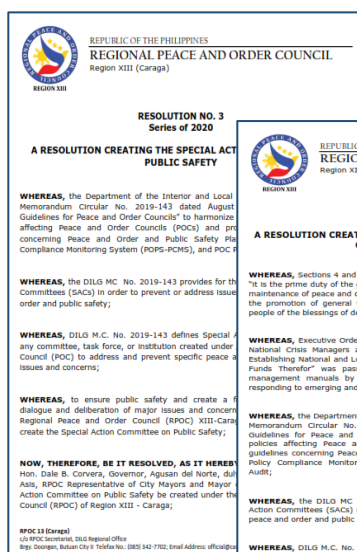 REPUBLIC OF THE PHILIPPINES
REGIONAL PEACE AND ORDER COUNCIL
Region XIII (Caraga)
REGION XIII
RESOLUTION NO. 3
Series of 2020
A RESOLUTION CREATING THE SPECIAL ACT
PUBLIC SAFETY
WHEREAS, the Department of the Interior and Local
Memorandum Circular No. 2019-143 dated August
Guidelines for Peace and Order Councils" to harmonize
affecting Peace and Order Councils (POCs) and pro
concerning Peace and Order and Public Safety Pla
Compliance Monitoring System (POPS-PCMS), and POC F
WHEREAS, the DILG MC No. 2019-143 provides for th
Committees (SACs) in order to prevent or address issue
order and public safety;
WHEREAS, DILG M.C. No. 2019-143 defines Special A
any committee, task force, or institution created under
Council (POC) to address and prevent specific peace a
issues and concerns;
WHEREAS, to ensure public safety and create a f
dialogue and deliberation of major issues and concern
Regional Peace and Order Council (RPOC) XIII-Carag
create the Special Action Committee on Public Safety;
NOW, THEREFORE, BE IT RESOLVED, AS IT HEREBY
Hon. Dale B. Corvera, Governor, Agusan del Norte, dul
Asis, RPOC Representative of City Mayors and Mayor
Action Committee on Public Safety be created under the
Council (RPOC) of Region XIII - Caraga;
RPOC 13 (Caraga)
c/o RPOC Secretariat, DILG Regional Office
Brgy. Doongan, Butuan City II Telefax No.: (085) 342-7702; Email Address: official@ca
REPUBLIC
REGIO
Region XI
REGION XIII
A RESOLUTION CREAT
WHEREAS, Sections 4 and
"it is the prime duty of the
maintenance of peace and o
the promotion of general
people of the blessings of de
WHEREAS, Executive Orde
National Crisis Managers a
Establishing National and Lo
Funds Therefor" was pas
management manuals by
responding to emerging and
WHEREAS, the Departmen
Memorandum Circular No.
Guidelines for Peace and
policies affecting Peace a
guidelines concerning Peace
Policy Compliance Monitor
Audit;
WHEREAS, the DILG MC
Action Committees (SACs) i
peace and order and public
WHEREAS, DILG M.C. No.